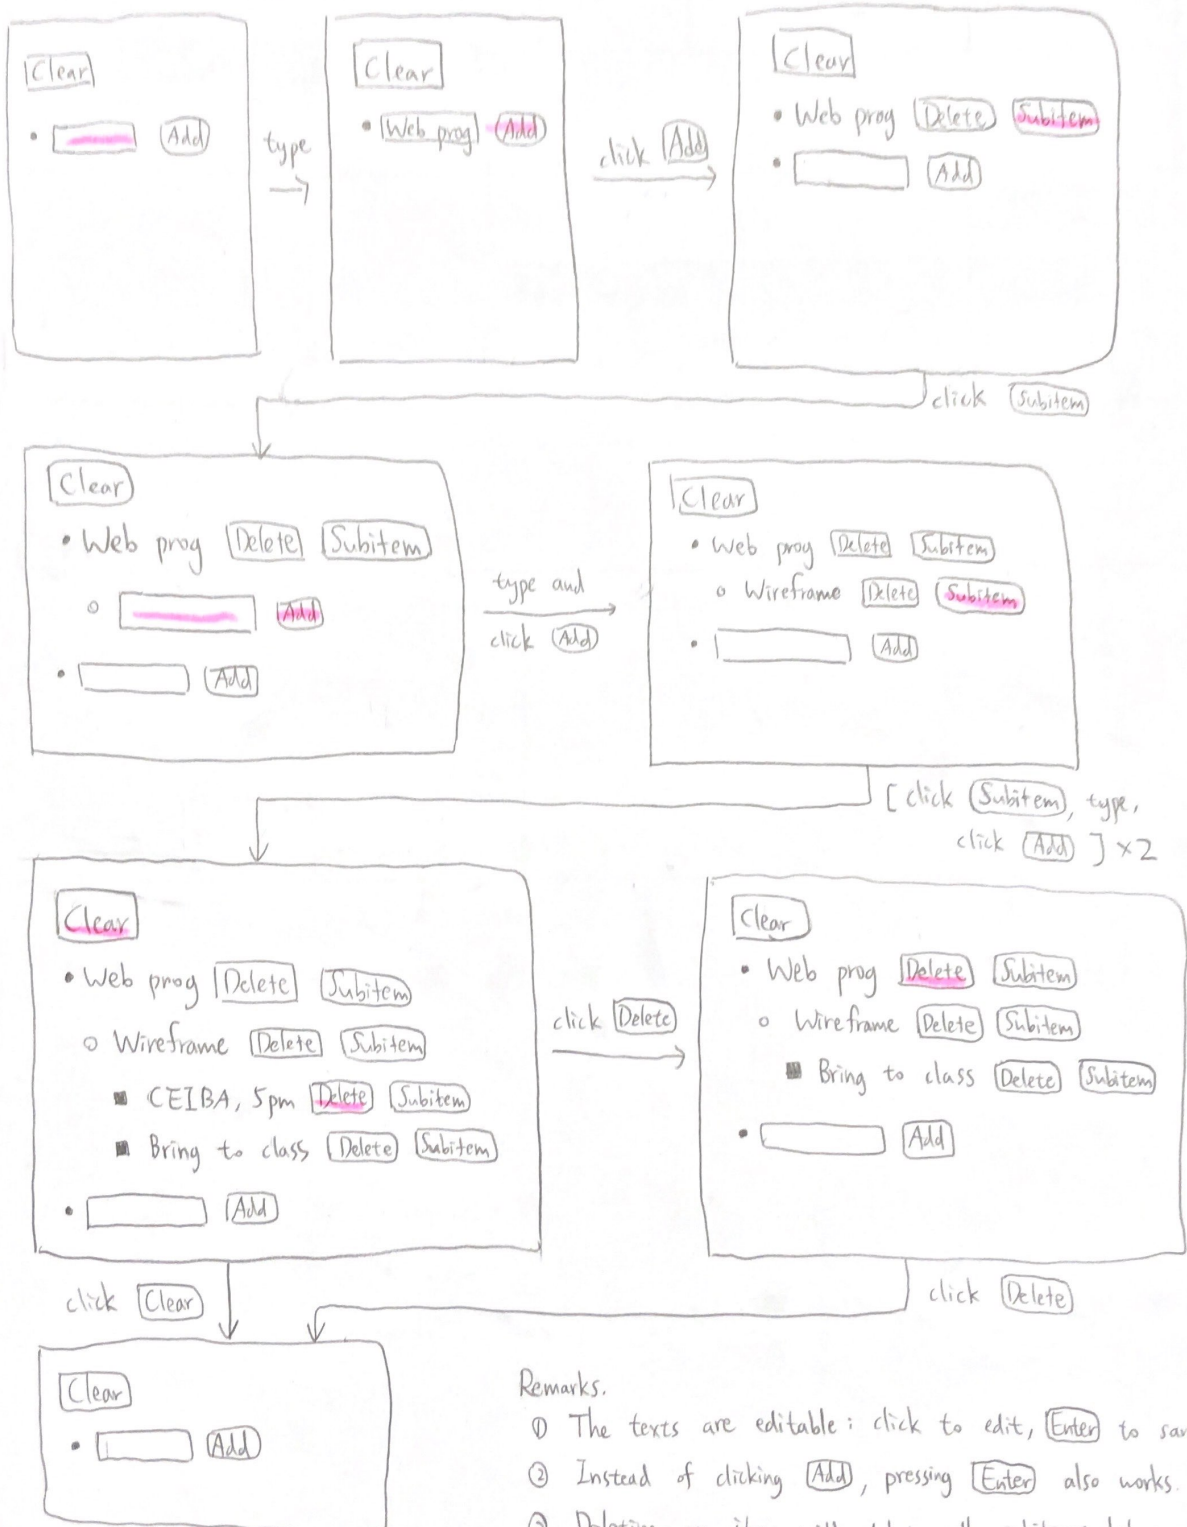 Clear
Add
type
Clear
Web prog Add
click Add
Clear
Web prog Delete Subitem
Add
click Subitem
Clear
Web prog Delete Subitem
Add
Add
type and
click Add
Clear
Web prog Delete Subitem
Wireframe Delete Subitem
Add
[click Subitem, type,
click Add ] ×2
Clear
Web prog Delete Subitem
Wireframe Delete Subitem
CEIBA, 5pm Delete Subitem
Bring to class Delete Subitem
Add
click Delete
Clear
Web prog Delete Subitem
Wireframe Delete Subitem
Bring to class Delete Subitem
Add
click Clear
click Delete
Clear
Add
Remarks.
① The texts are editable: click to edit, Enter to
② Instead of clicking Add, pressing Enter also works.